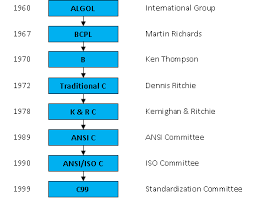 1960 ALGOL International Group
1967 BCPL Martin Richards
1970 B Ken Thompson
1972 Traditional C Dennis Ritchie
1978 K & R C Kernighan & Ritchie
1989 ANSI C ANSI Committee
1990 ANSI/ISO C ISO Committee
1999 C99 Standardization Committee